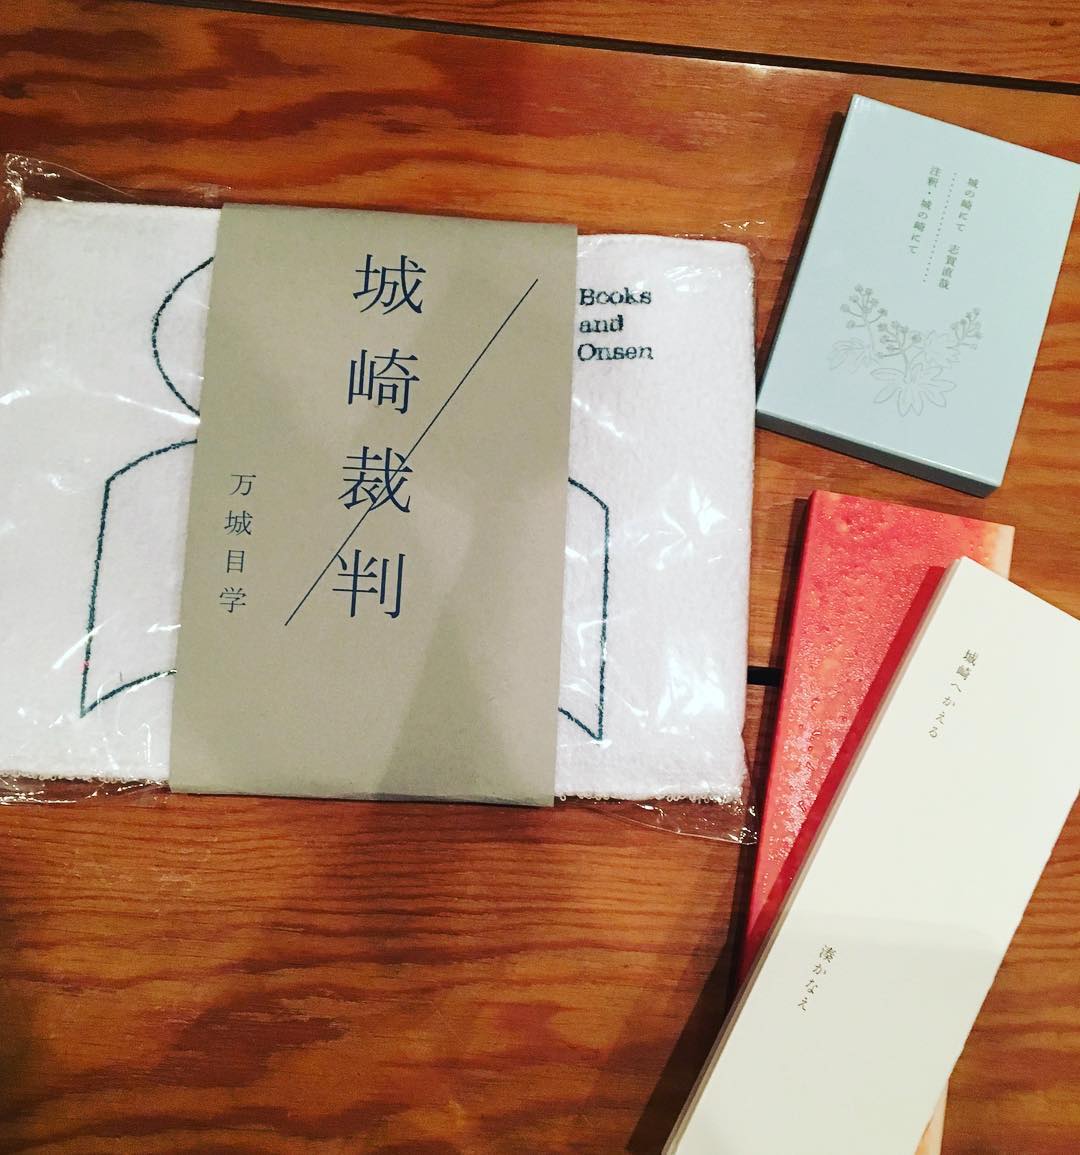 城崎裁判
万城目学
Books
and
Onsen
城の崎にて 志賀直哉
注釈・城の崎にて
城崎へかえる
湊かなえ